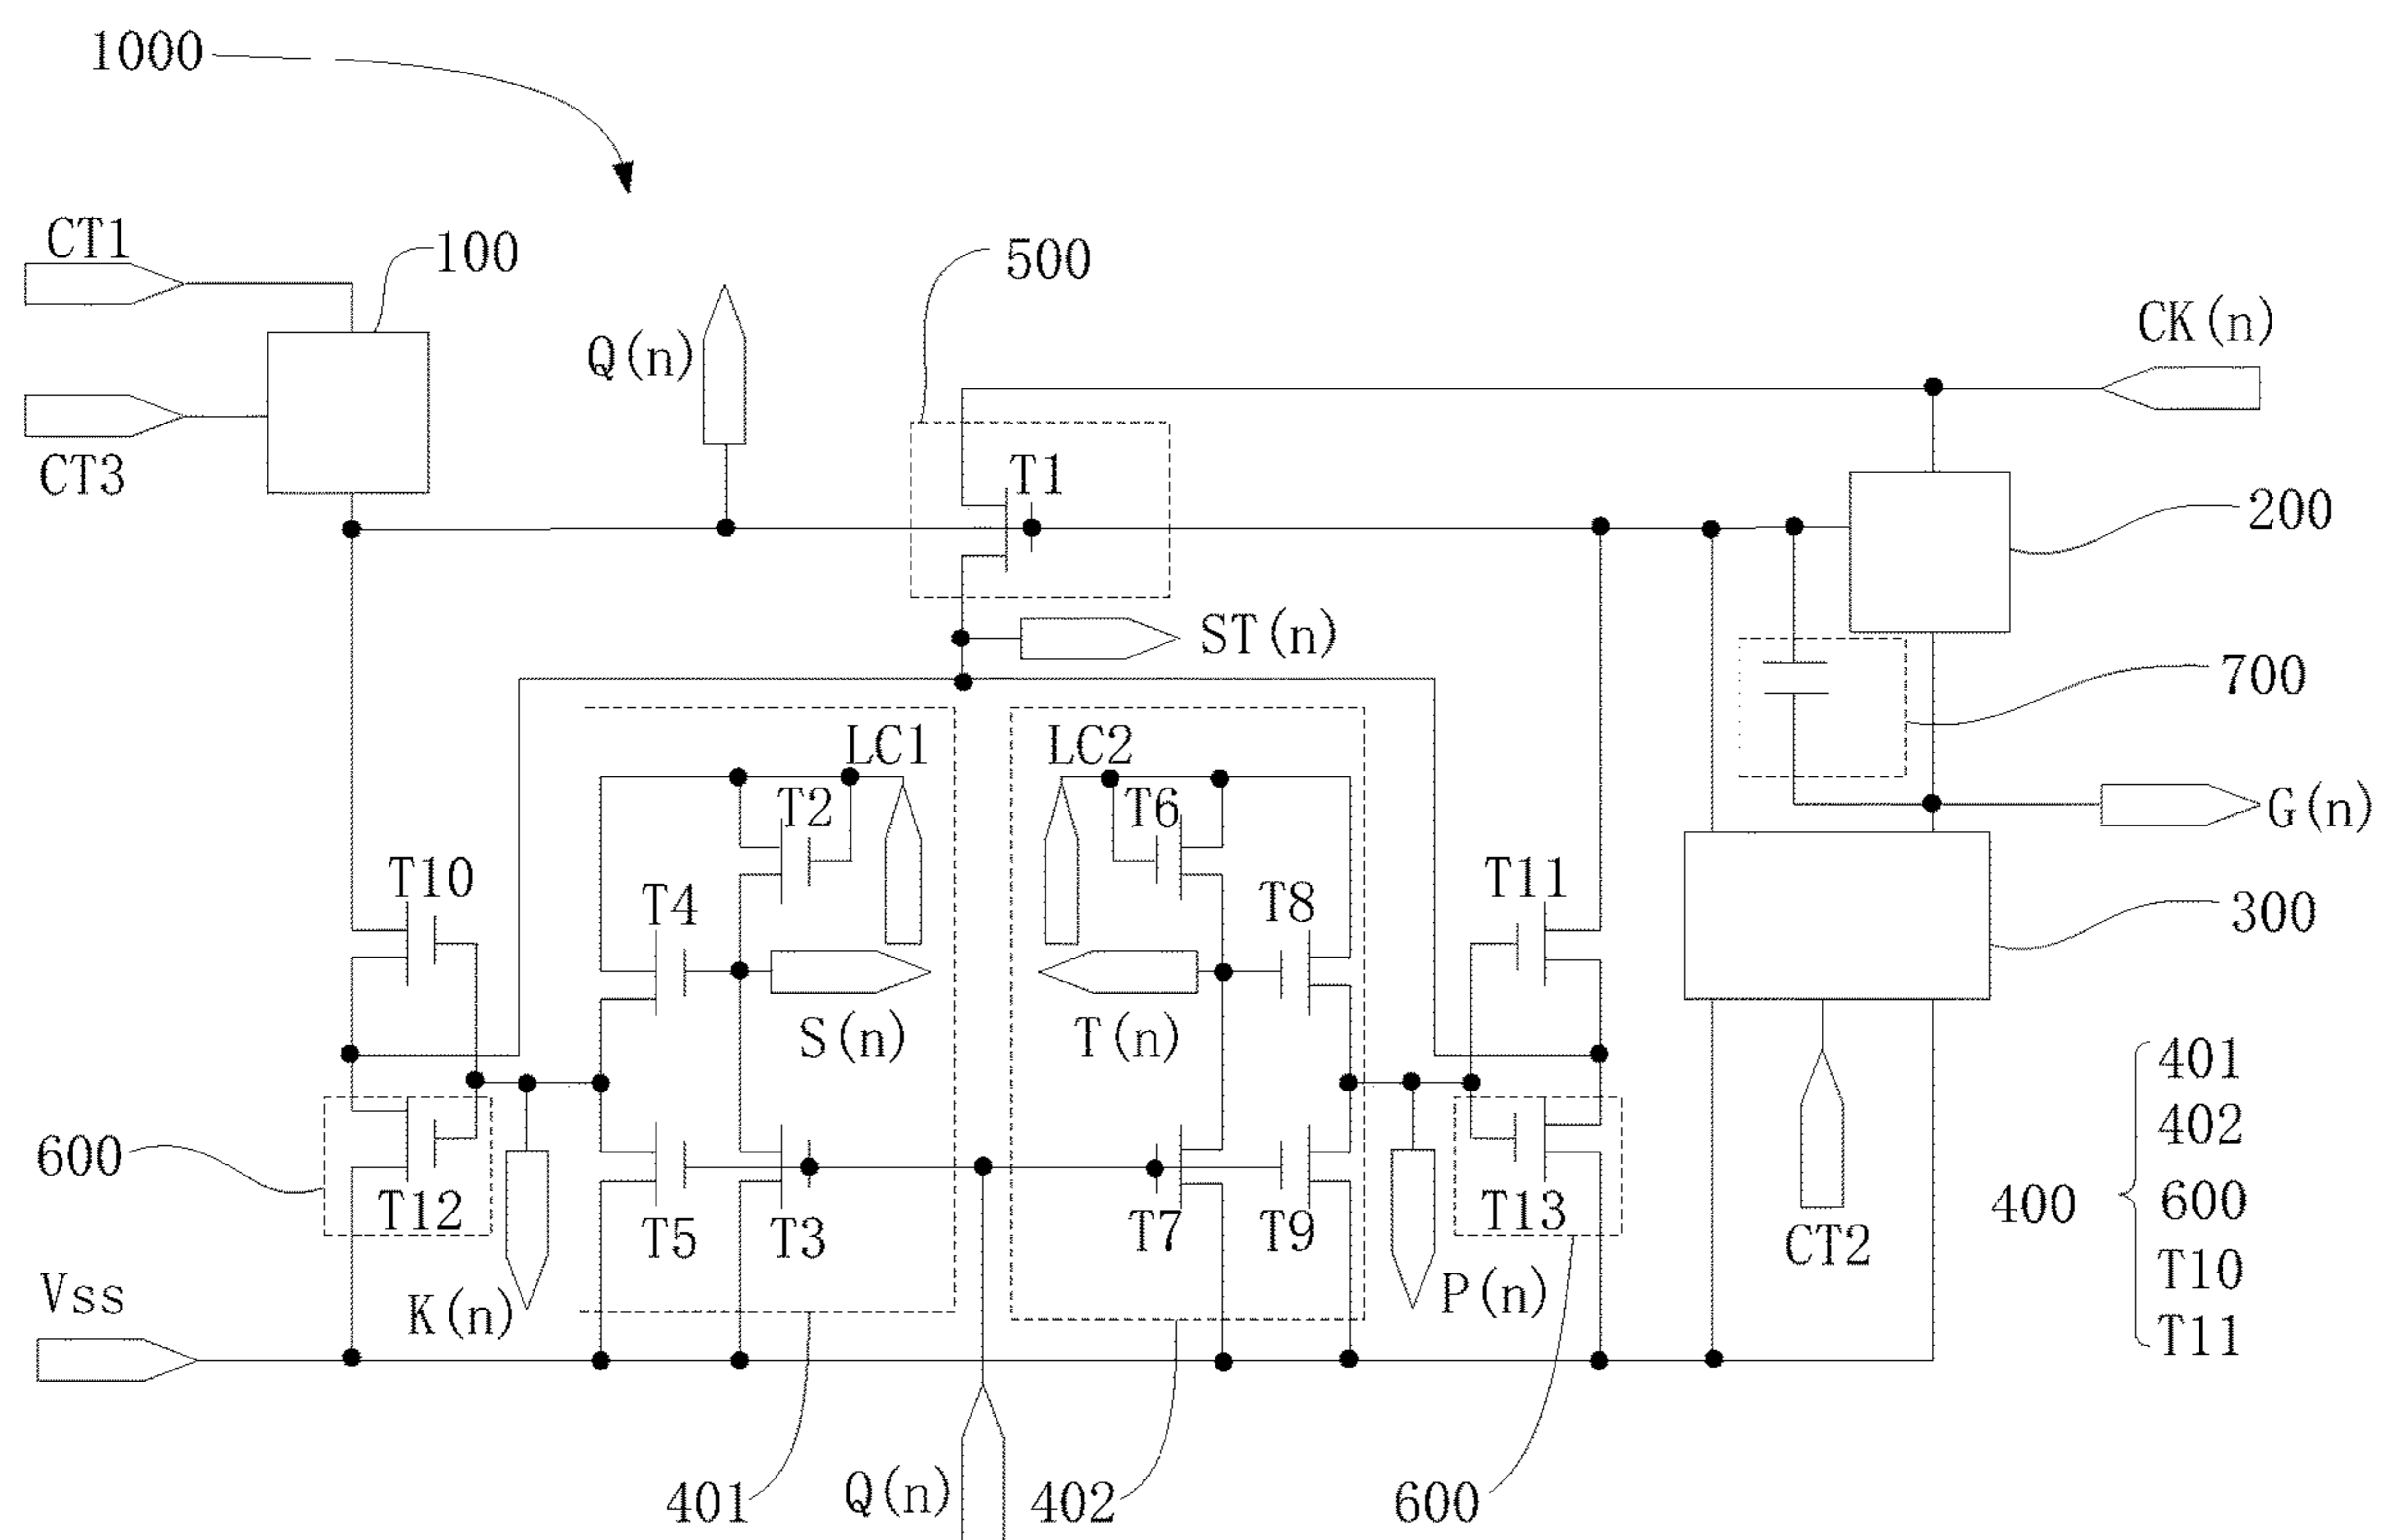 1000
CT1
100
500
CK(n)
Q(n)
CT3
T1
200
ST(n)
700
LC1
LC2
T2
T6
G(n)
T10
T4
T8
T11
300
S(n)
T(n)
401
402
600
T10
T11
400
600
T12
T5
T3
T7
T9
T13
CT2
Vss
K(n)
P(n)
401
Q(n)
402
600